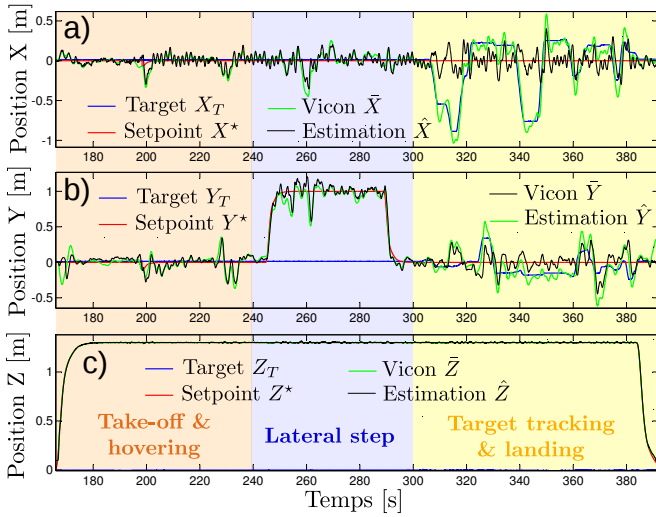 a)
Position X [m]
0.5
0
-0.5
-1
Target X_T
Setpoint X⋆
Vicon X̄
Estimation X̂
180 200 220 240 260 280 300 320 340 360 380
b)
Position Y [m]
1
0.5
0
-0.5
Target Y_T
Setpoint Y⋆
Vicon Ȳ
Estimation Ŷ
180 200 220 240 260 280 300 320 340 360 380
c)
Position Z [m]
1
0.5
0
Target Z_T
Setpoint Z⋆
Vicon Z̄
Estimation Ẑ
Take-off &
hovering
Lateral step
Target tracking
& landing
180 200 220 240 260 280 300 320 340 360 380
Temps [s]